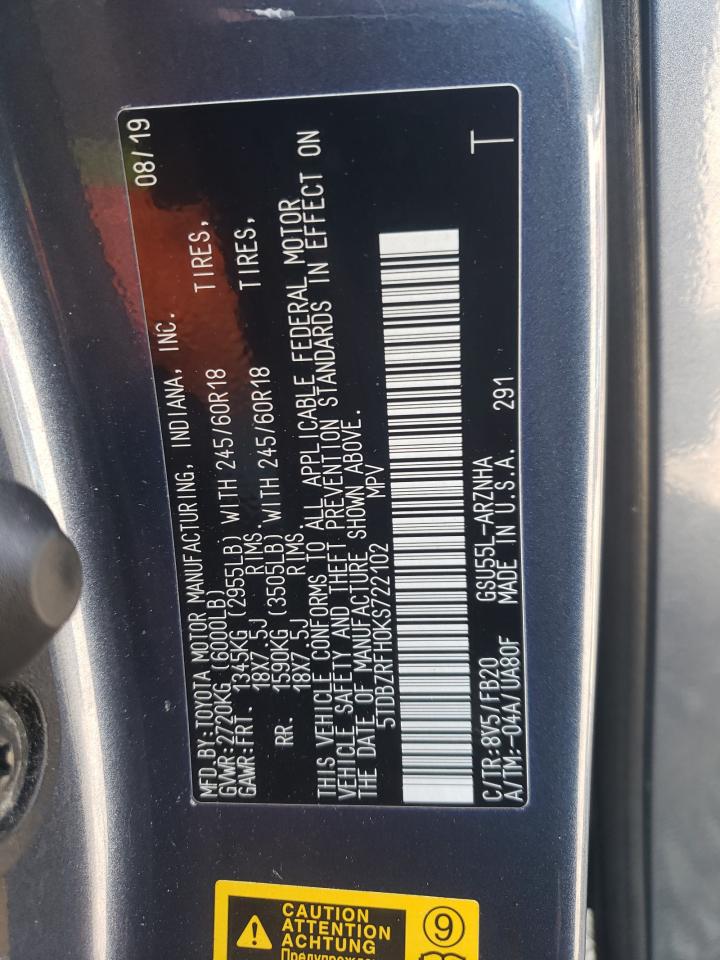 MFD.BY:TOYOTA MOTOR MANUFACTURING, INDIANA, INC. 08/19
GVWR:2720KG (6000LB)
GAWR:FRT. 1345KG (2955LB) WITH 245/60R18 TIRES,
18X7.5J RIMS.
RR. 1590KG (3505LB) WITH 245/60R18 TIRES,
18X7.5J RIMS.
THIS VEHICLE CONFORMS TO ALL APPLICABLE FEDERAL MOTOR
VEHICLE SAFETY AND THEFT PREVENTION STANDARDS IN EFFECT ON
THE DATE OF MANUFACTURE SHOWN ABOVE.
5TDBZRFH0KS722102 MPV
C/TR:8V5/FB20 GSU55L-ARZNHA T
A/TM:-04A/UA80F MADE IN U.S.A. 291
CAUTION
ATTENTION
ACHTUNG
Предупреждение
9